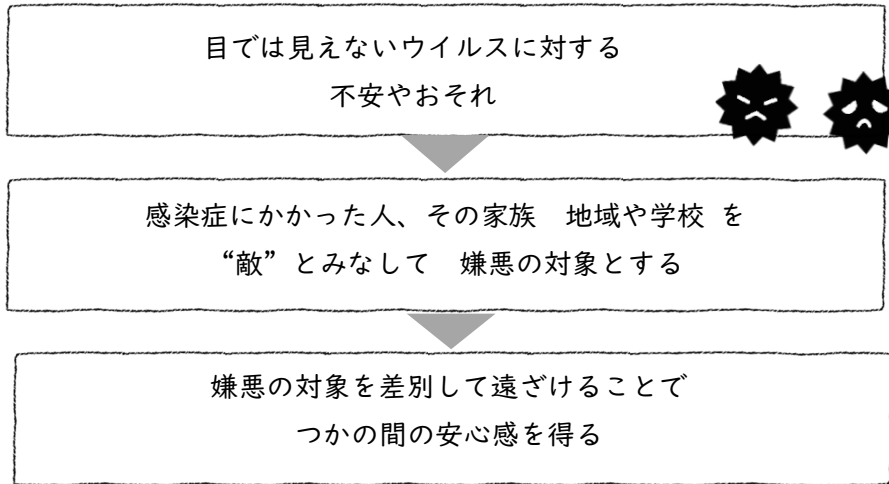 目では見えないウイルスに対する
不安やおそれ
感染症にかかった人、その家族　地域や学校 を
“敵”とみなして　嫌悪の対象とする
嫌悪の対象を差別して遠ざけることで
つかの間の安心感を得る